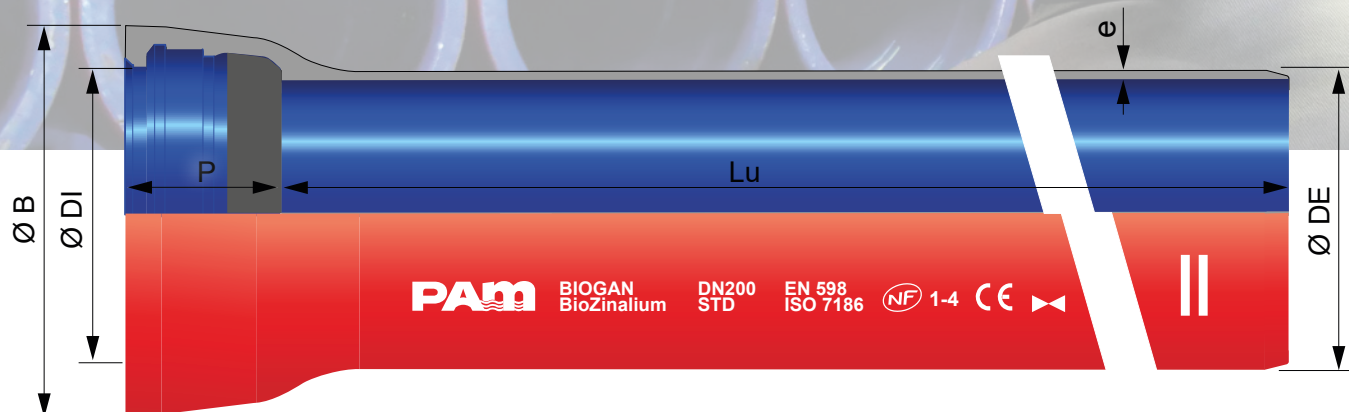 e
P
Lu
Ø B
Ø DI
Ø DE
PAM
BIOGAN
BioZinalium
DN200
STD
EN 598
ISO 7186
NF 1-4 CE